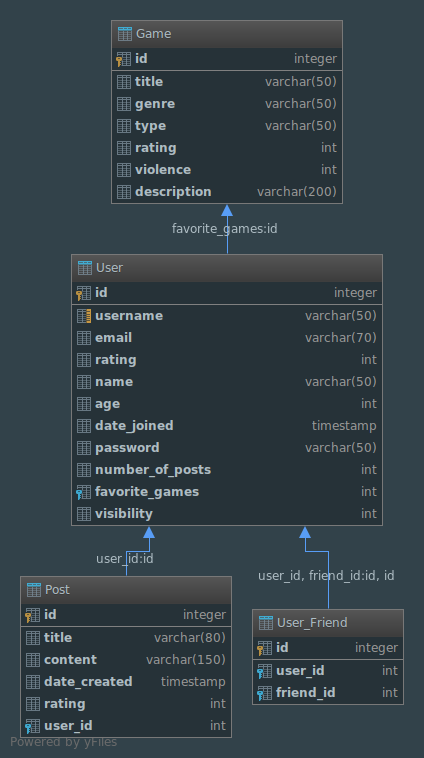 Game
id integer
title varchar(50)
genre varchar(50)
type varchar(50)
rating int
violence int
description varchar(200)
favorite_games:id
User
id integer
username varchar(50)
email varchar(70)
rating int
name varchar(50)
age int
date_joined timestamp
password varchar(50)
number_of_posts int
favorite_games int
visibility int
user_id:id
user_id, friend_id:id, id
Post
id integer
title varchar(80)
content varchar(150)
date_created timestamp
rating int
user_id int
User_Friend
id integer
user_id int
friend_id int
Powered by yFiles